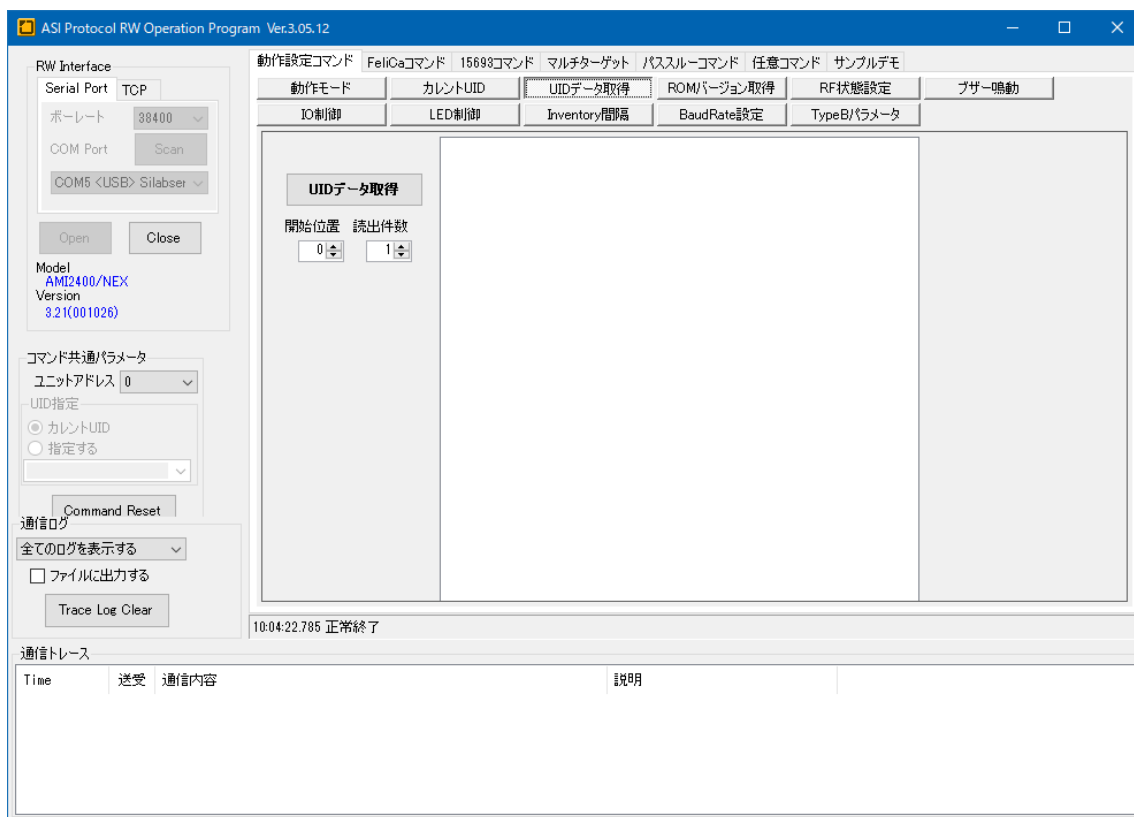 ASI Protocol RW Operation Program Ver.3.05.12
RW Interface
Serial Port TCP
ボーレート 38400
COM Port Scan
COM5 <USB> Silabser
Open Close
Model
AMI2400/NEX
Version
3.21(001026)
コマンド共通パラメータ
ユニットアドレス 0
UID指定
カレントUID
指定する
Command Reset
通信ログ
全てのログを表示する
ファイルに出力する
Trace Log Clear
動作設定コマンド FeliCaコマンド 15693コマンド マルチターゲット パススルーコマンド 任意コマンド サンプルデモ
動作モード カレントUID UIDデータ取得 ROMバージョン取得 RF状態設定 ブザー鳴動
IO制御 LED制御 Inventory間隔 BaudRate設定 TypeBパラメータ
UIDデータ取得
開始位置 読出件数
0 1
10:04:22.785 正常終了
通信トレース
Time 送受 通信内容 説明